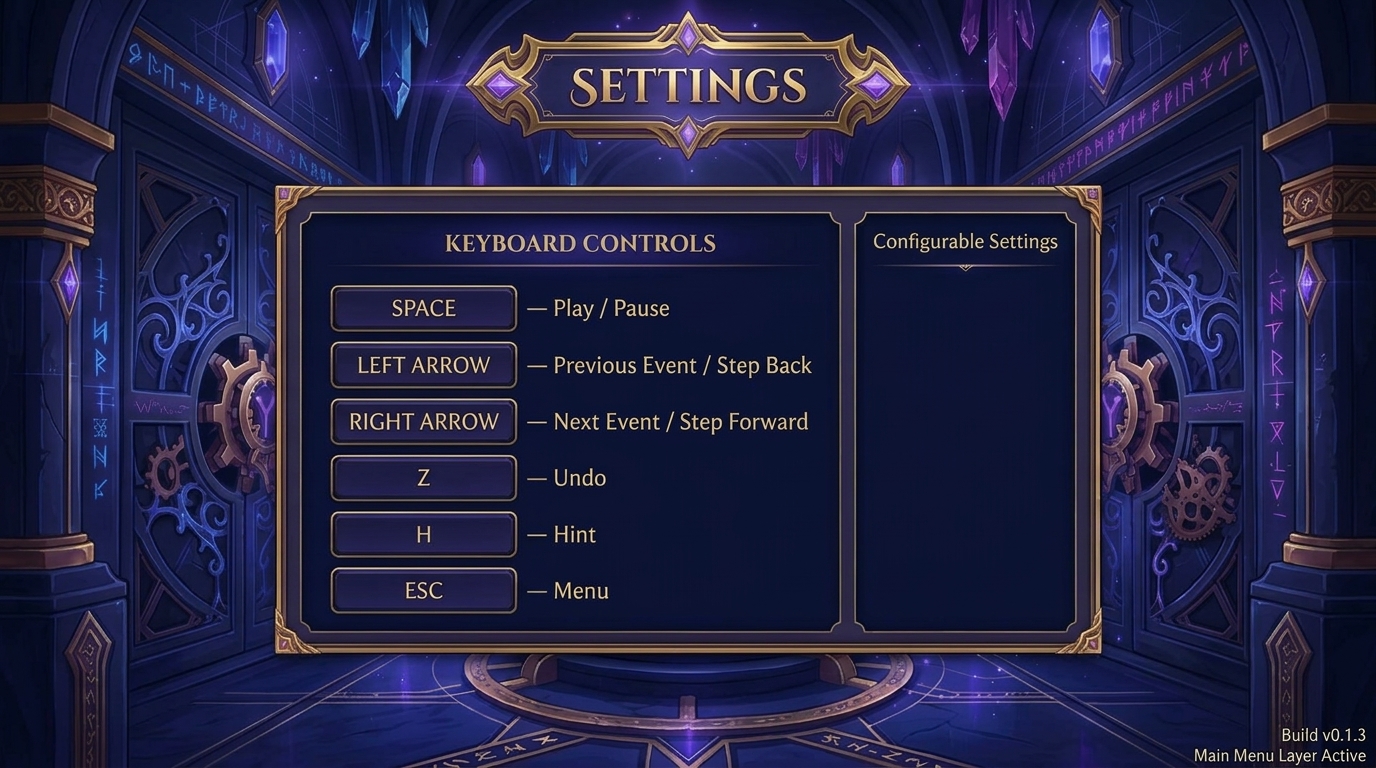 SETTINGS
KEYBOARD CONTROLS
SPACE — Play / Pause
LEFT ARROW — Previous Event / Step Back
RIGHT ARROW — Next Event / Step Forward
Z — Undo
H — Hint
ESC — Menu
Configurable Settings
Build v0.1.3
Main Menu Layer Active